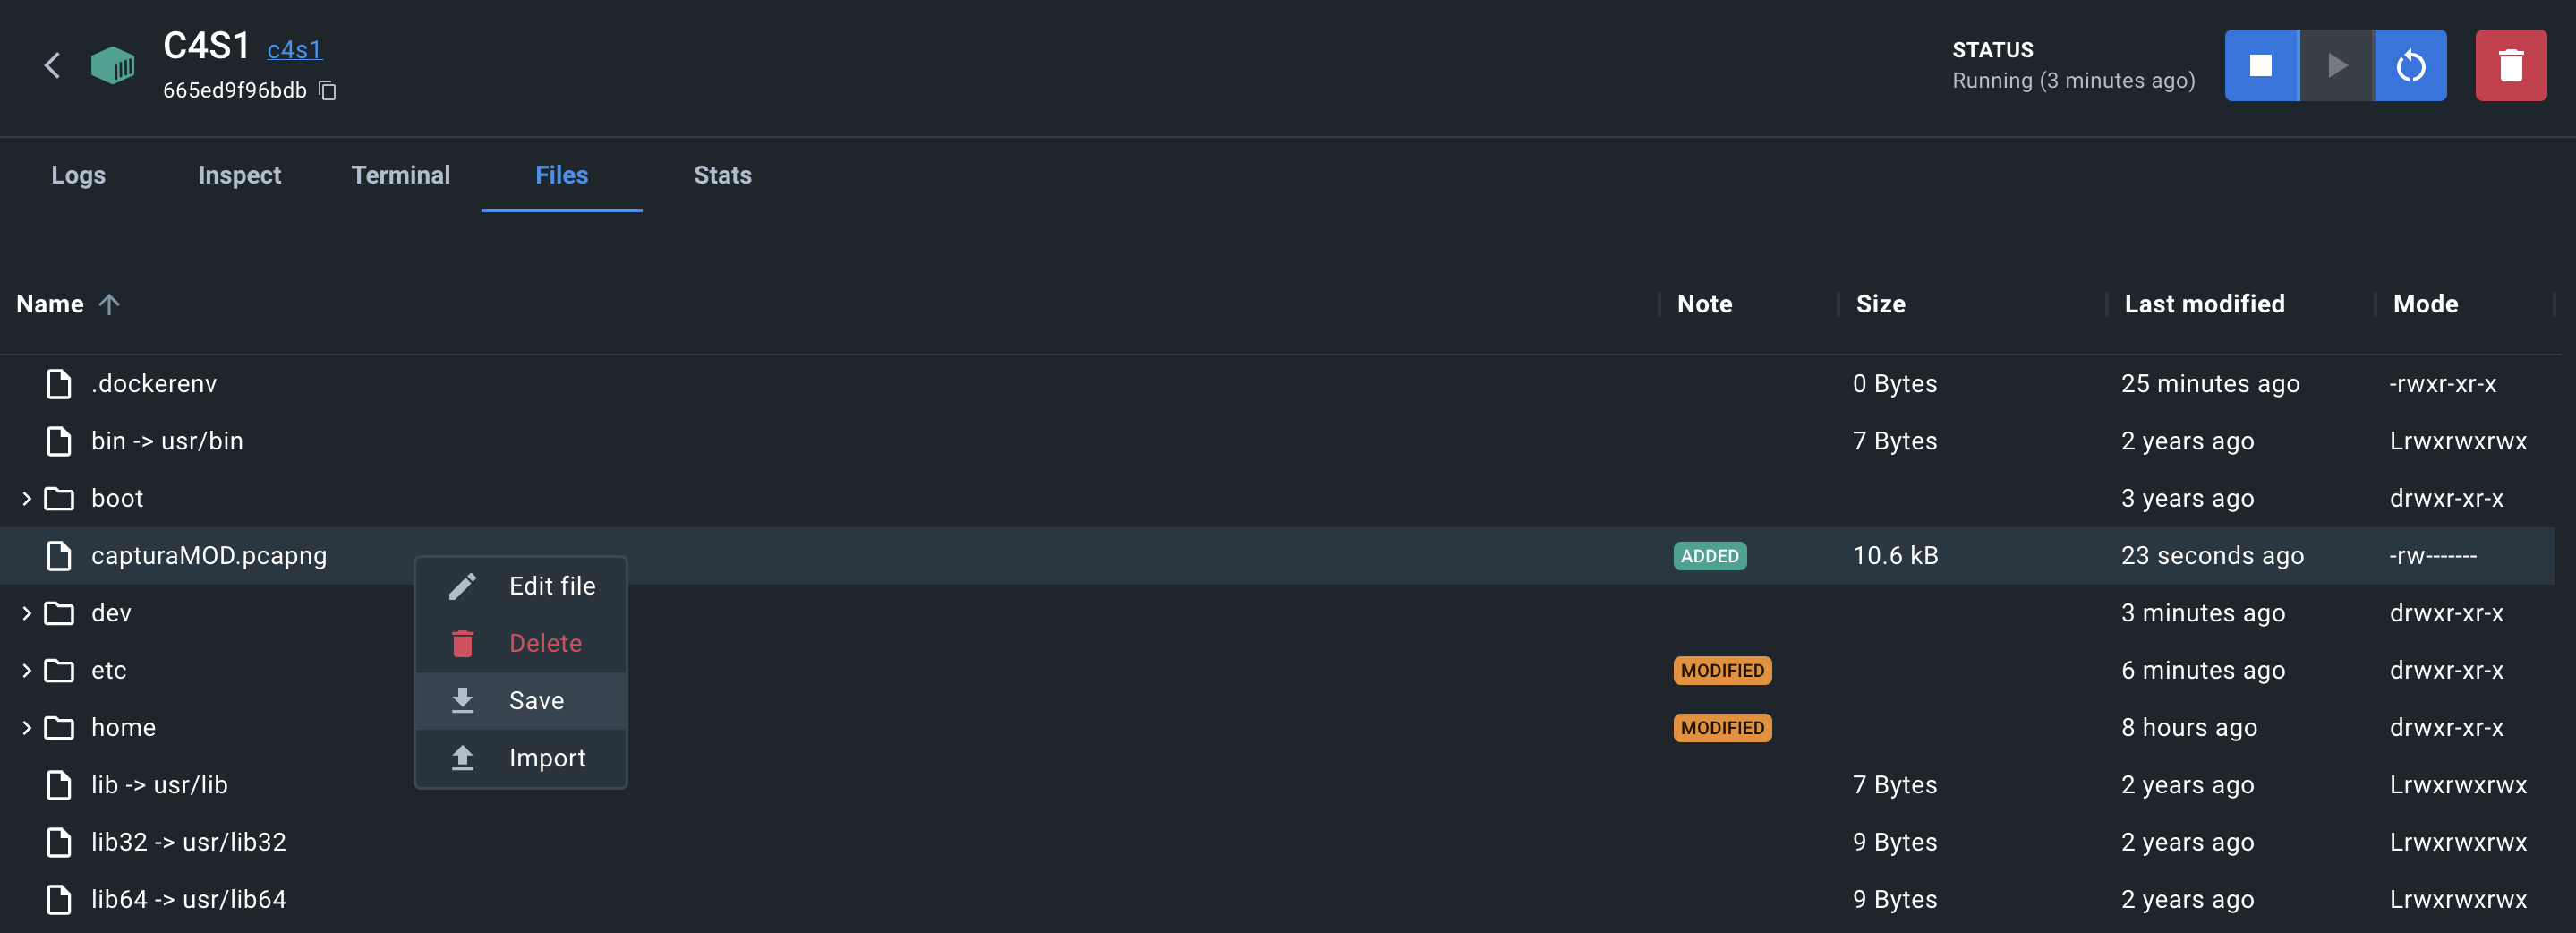 C4S1 c4s1
665ed9f96bdb
STATUS
Running (3 minutes ago)
Logs Inspect Terminal Files Stats
Name Note Size Last modified Mode
.dockerenv 0 Bytes 25 minutes ago -rwxr-xr-x
bin -> usr/bin 7 Bytes 2 years ago Lrwxrwxrwx
boot 3 years ago drwxr-xr-x
capturaMOD.pcapng ADDED 10.6 kB 23 seconds ago -rw-------
Edit file
dev 3 minutes ago drwxr-xr-x
Delete
etc MODIFIED 6 minutes ago drwxr-xr-x
Save
home MODIFIED 8 hours ago drwxr-xr-x
Import
lib -> usr/lib 7 Bytes 2 years ago Lrwxrwxrwx
lib32 -> usr/lib32 9 Bytes 2 years ago Lrwxrwxrwx
lib64 -> usr/lib64 9 Bytes 2 years ago Lrwxrwxrwx